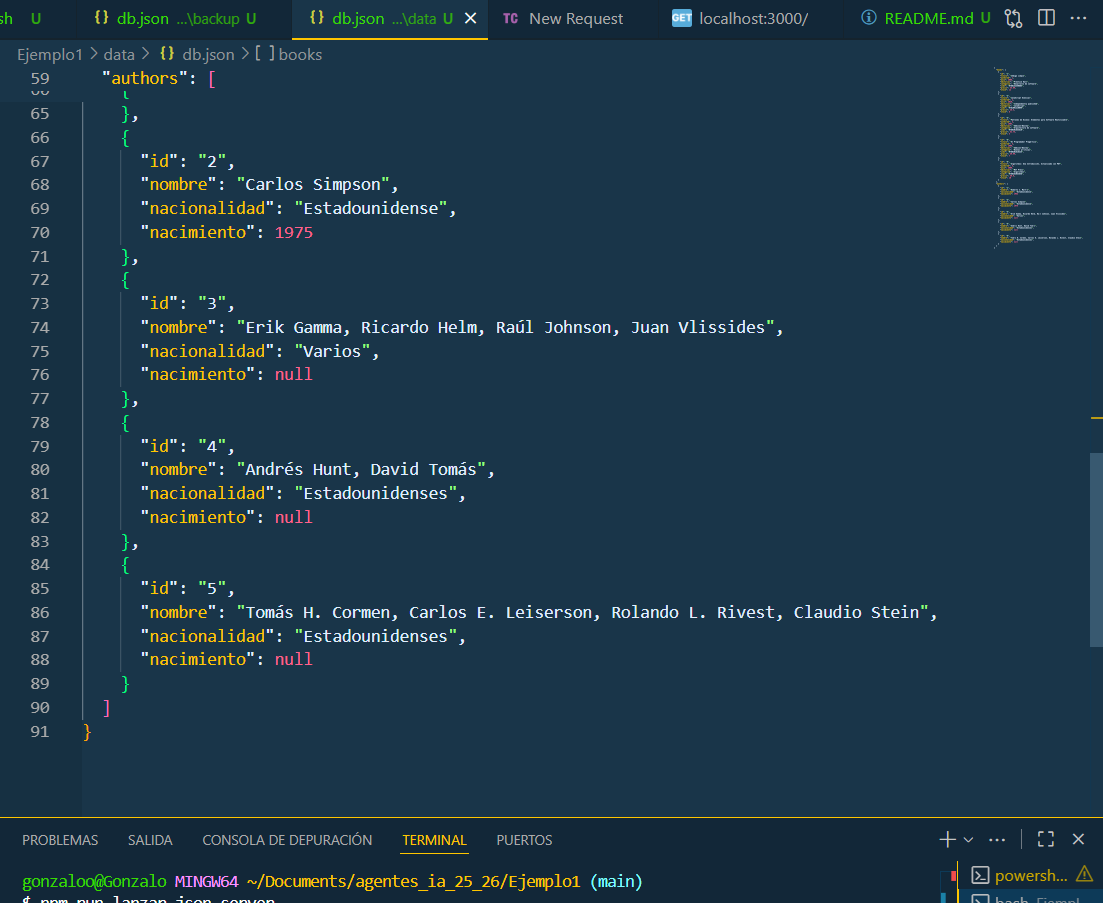 sh U {} db.json ...\backup U {} db.json ...\data U × TC New Request GET localhost:3000/ README.md U ...
Ejemplo1 > data > {} db.json > [ ] books
59 "authors": [
{
65 },
66 {
67 "id": "2",
68 "nombre": "Carlos Simpson",
69 "nacionalidad": "Estadounidense",
70 "nacimiento": 1975
71 },
72 {
73 "id": "3",
74 "nombre": "Erik Gamma, Ricardo Helm, Raúl Johnson, Juan Vlissides",
75 "nacionalidad": "Varios",
76 "nacimiento": null
77 },
78 {
79 "id": "4",
80 "nombre": "Andrés Hunt, David Tomás",
81 "nacionalidad": "Estadounidenses",
82 "nacimiento": null
83 },
84 {
85 "id": "5",
86 "nombre": "Tomás H. Cormen, Carlos E. Leiserson, Rolando L. Rivest, Claudio Stein",
87 "nacionalidad": "Estadounidenses",
88 "nacimiento": null
89 }
90 ]
91 }
PROBLEMAS SALIDA CONSOLA DE DEPURACIÓN TERMINAL PUERTOS
gonzaloo@Gonzalo MINGW64 ~/Documents/agentes_ia_25_26/Ejemplo1 (main)
powersh...
$ npm run lanzan json server
bash Ejempl...